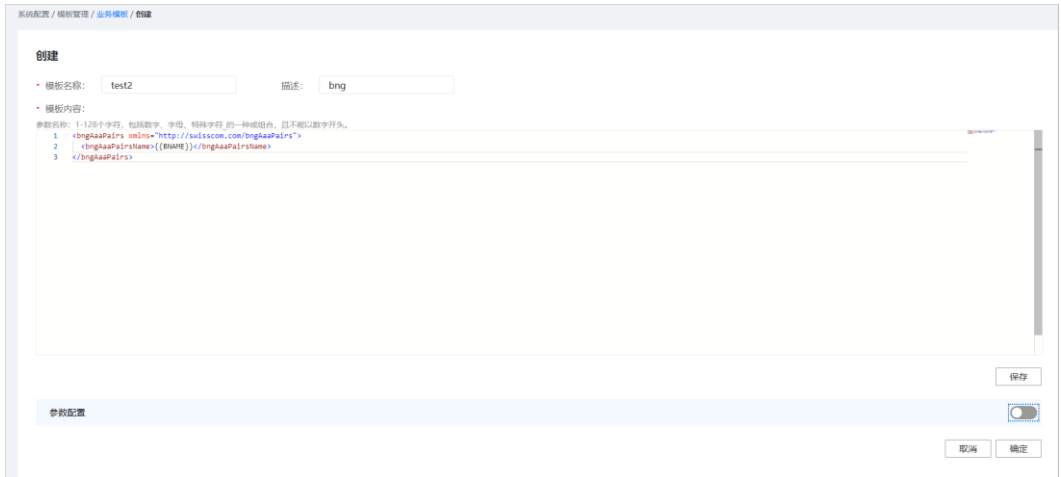 系统配置 / 模板管理 / 业务模板 / 创建
创建
* 模板名称： test2 描述： bng
* 模板内容：
参数名称：1-128个字符，包括数字、字母、特殊字符_的一种或组合，且不能以数字开头。
1 <bngAaaPairs xmlns="http://swisscom.com/bngAaaPairs">
2 <bngAaaPairsName>{{BNAME}}</bngAaaPairsName>
3 </bngAaaPairs>
保存
参数配置
取消 确定